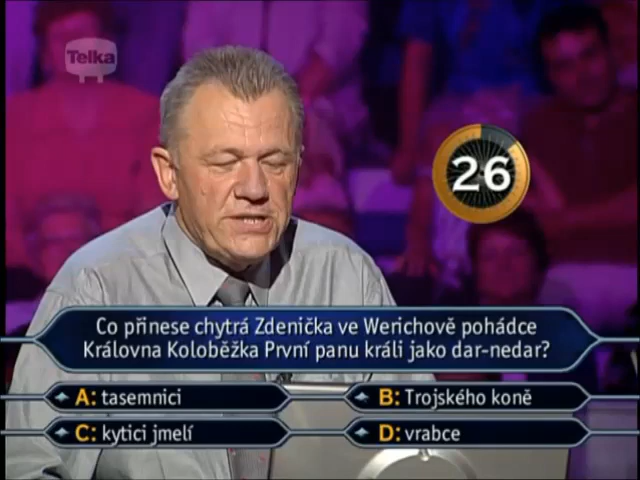 Telka
26
Co přinese chytrá Zdenička ve Werichově pohádce
Královna Koloběžka První panu králi jako dar-nedar?
A: tasemnici
B: Trojského koně
C: kytici jmelí
D: vrabce